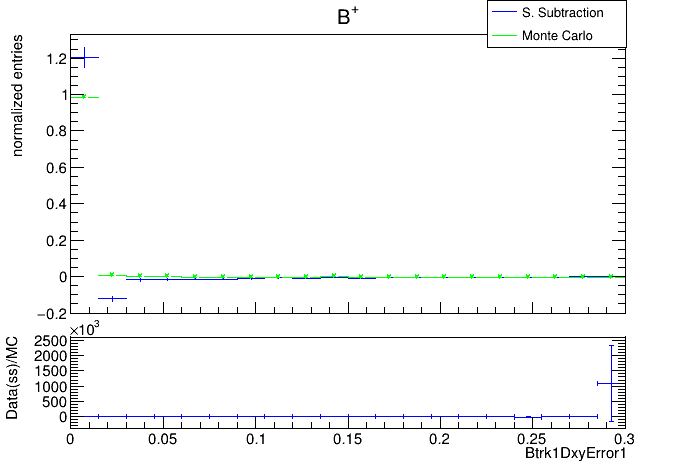 B+
S. Subtraction
Monte Carlo
normalized entries
1.2
1
0.8
0.6
0.4
0.2
0
−0.2
×10³
Data(ss)/MC
2500
2000
1500
1000
500
0
0 0.05 0.1 0.15 0.2 0.25 0.3
Btrk1DxyError1